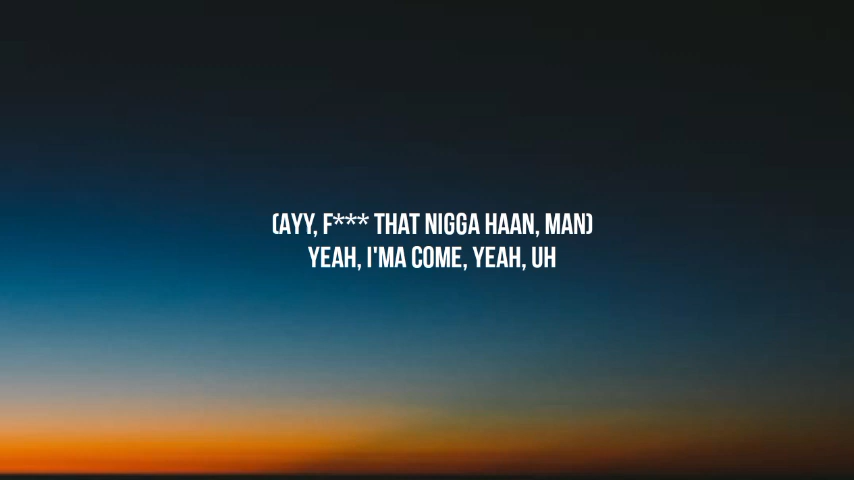 (AYY, F*** THAT NIGGA HAAN, MAN)
YEAH, I'MA COME, YEAH, UH